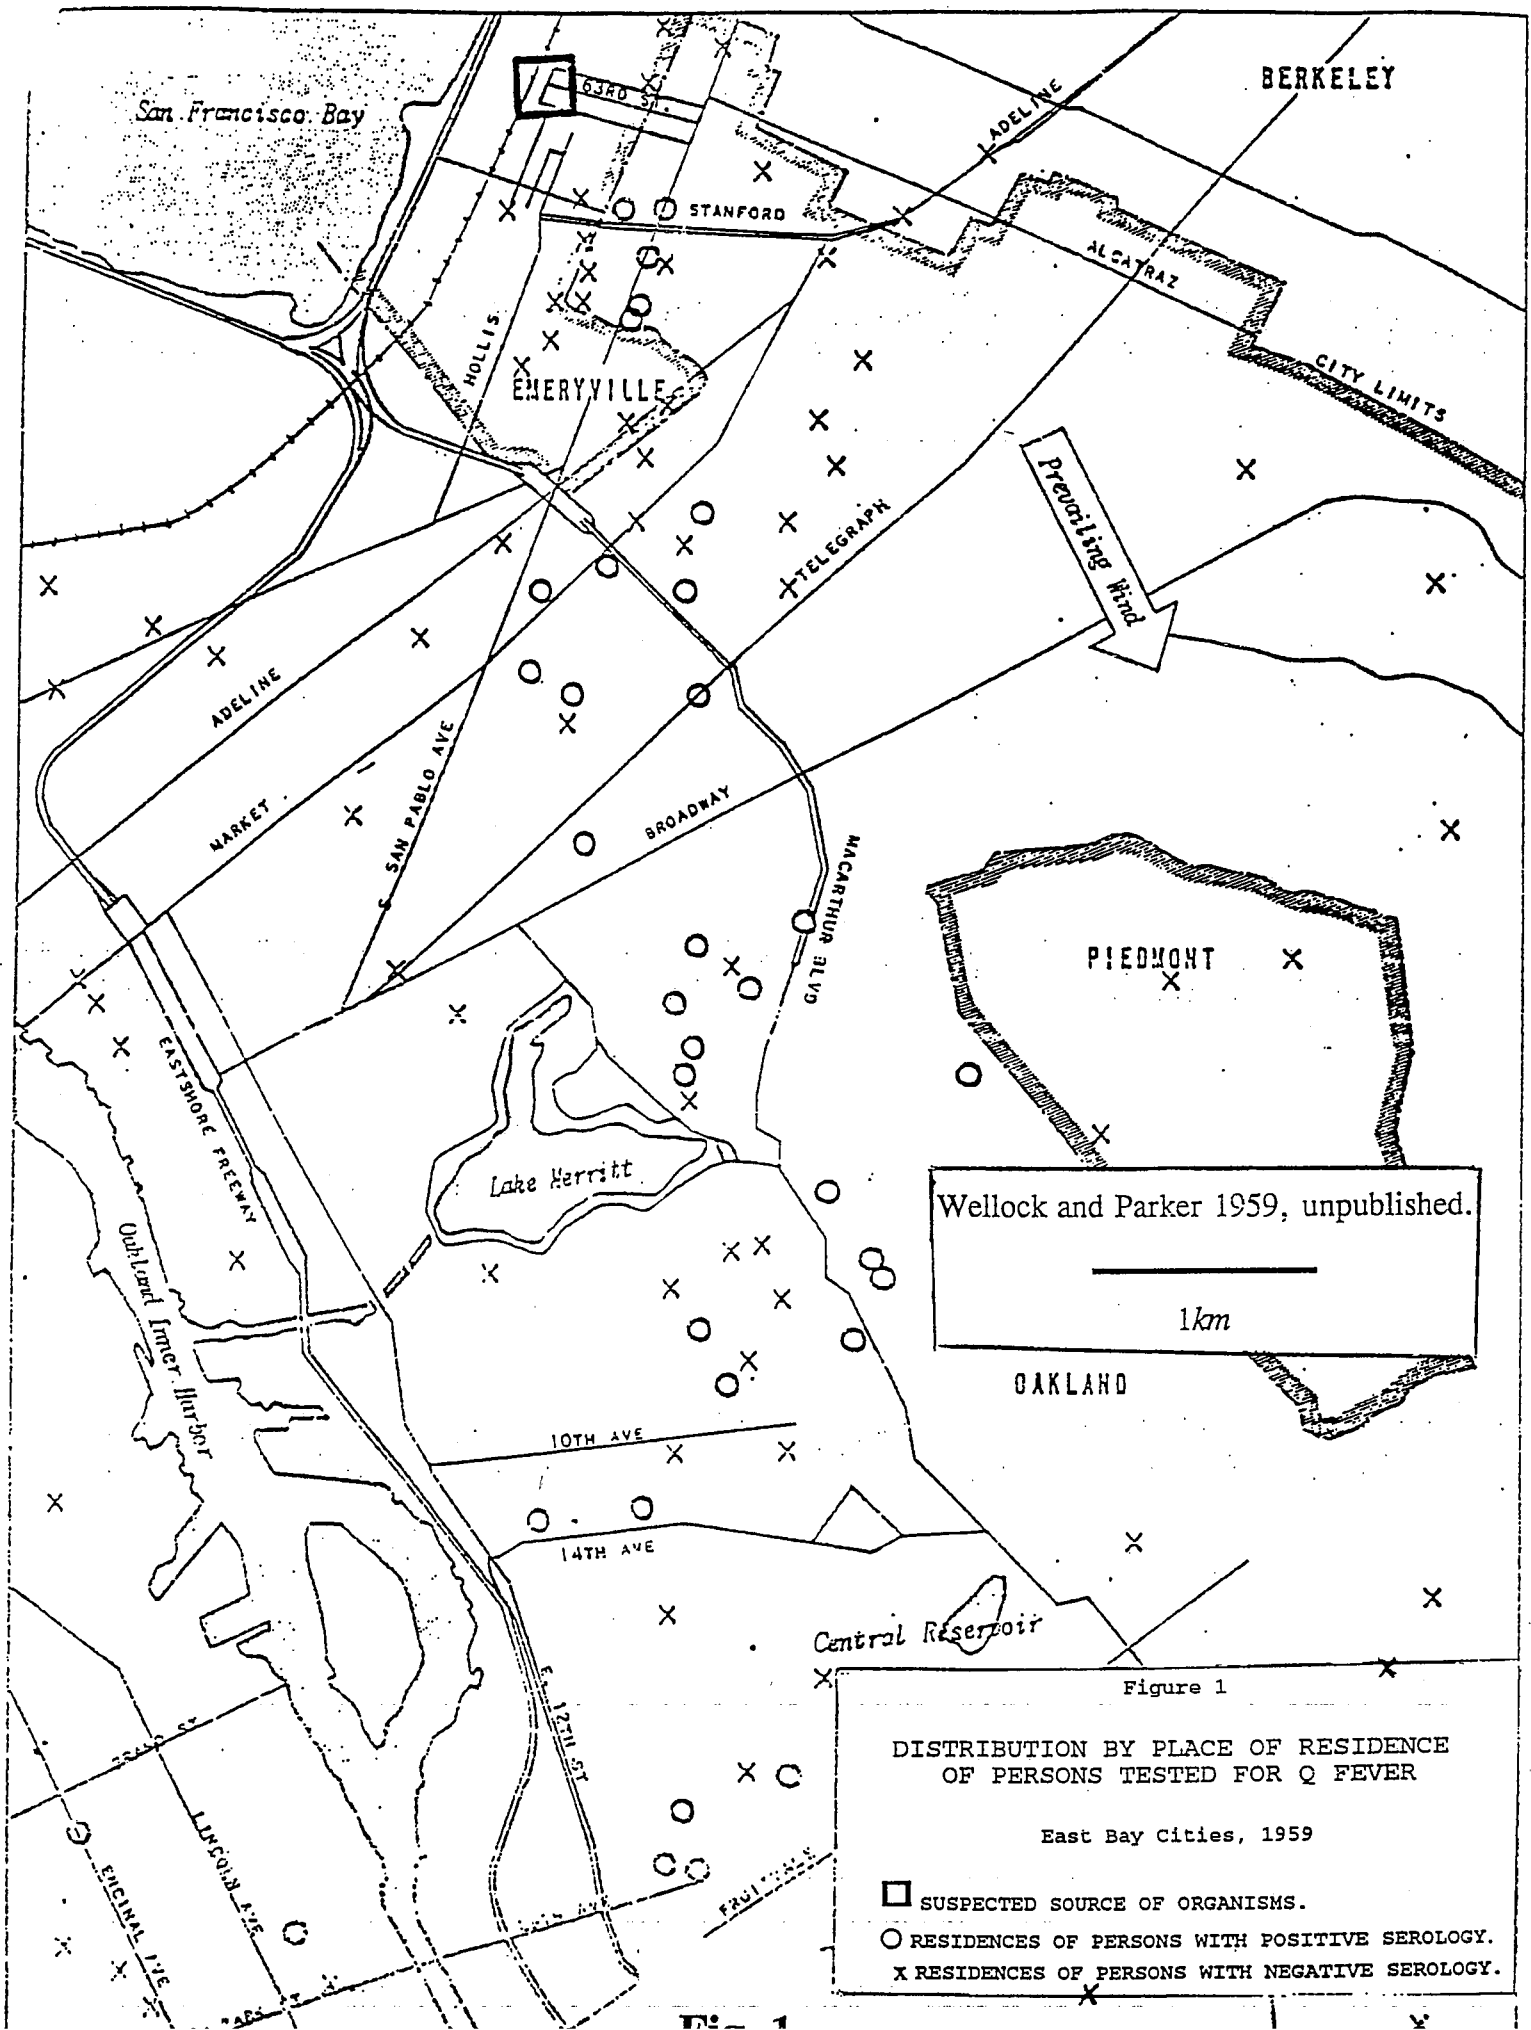 San Francisco Bay
63RD ST.
BERKELEY
ADELINE
STANFORD
ALCATRAZ
HOLLIS
EMERYVILLE
CITY LIMITS
Prevailing Wind
TELEGRAPH
ADELINE
MARKET
SAN PABLO AVE
BROADWAY
MACARTHUR BLVD
PIEDMONT
EASTSHORE FREEWAY
Lake Merritt
Wellock and Parker 1959, unpublished.
1km
Oakland Inner Harbor
OAKLAND
10TH AVE
14TH AVE
Central Reservoir
E. 12TH ST
LINCOLN AVE
ENCINAL AVE
Figure 1
DISTRIBUTION BY PLACE OF RESIDENCE
OF PERSONS TESTED FOR Q FEVER
East Bay Cities, 1959
SUSPECTED SOURCE OF ORGANISMS.
O RESIDENCES OF PERSONS WITH POSITIVE SEROLOGY.
X RESIDENCES OF PERSONS WITH NEGATIVE SEROLOGY.
Fig. 1